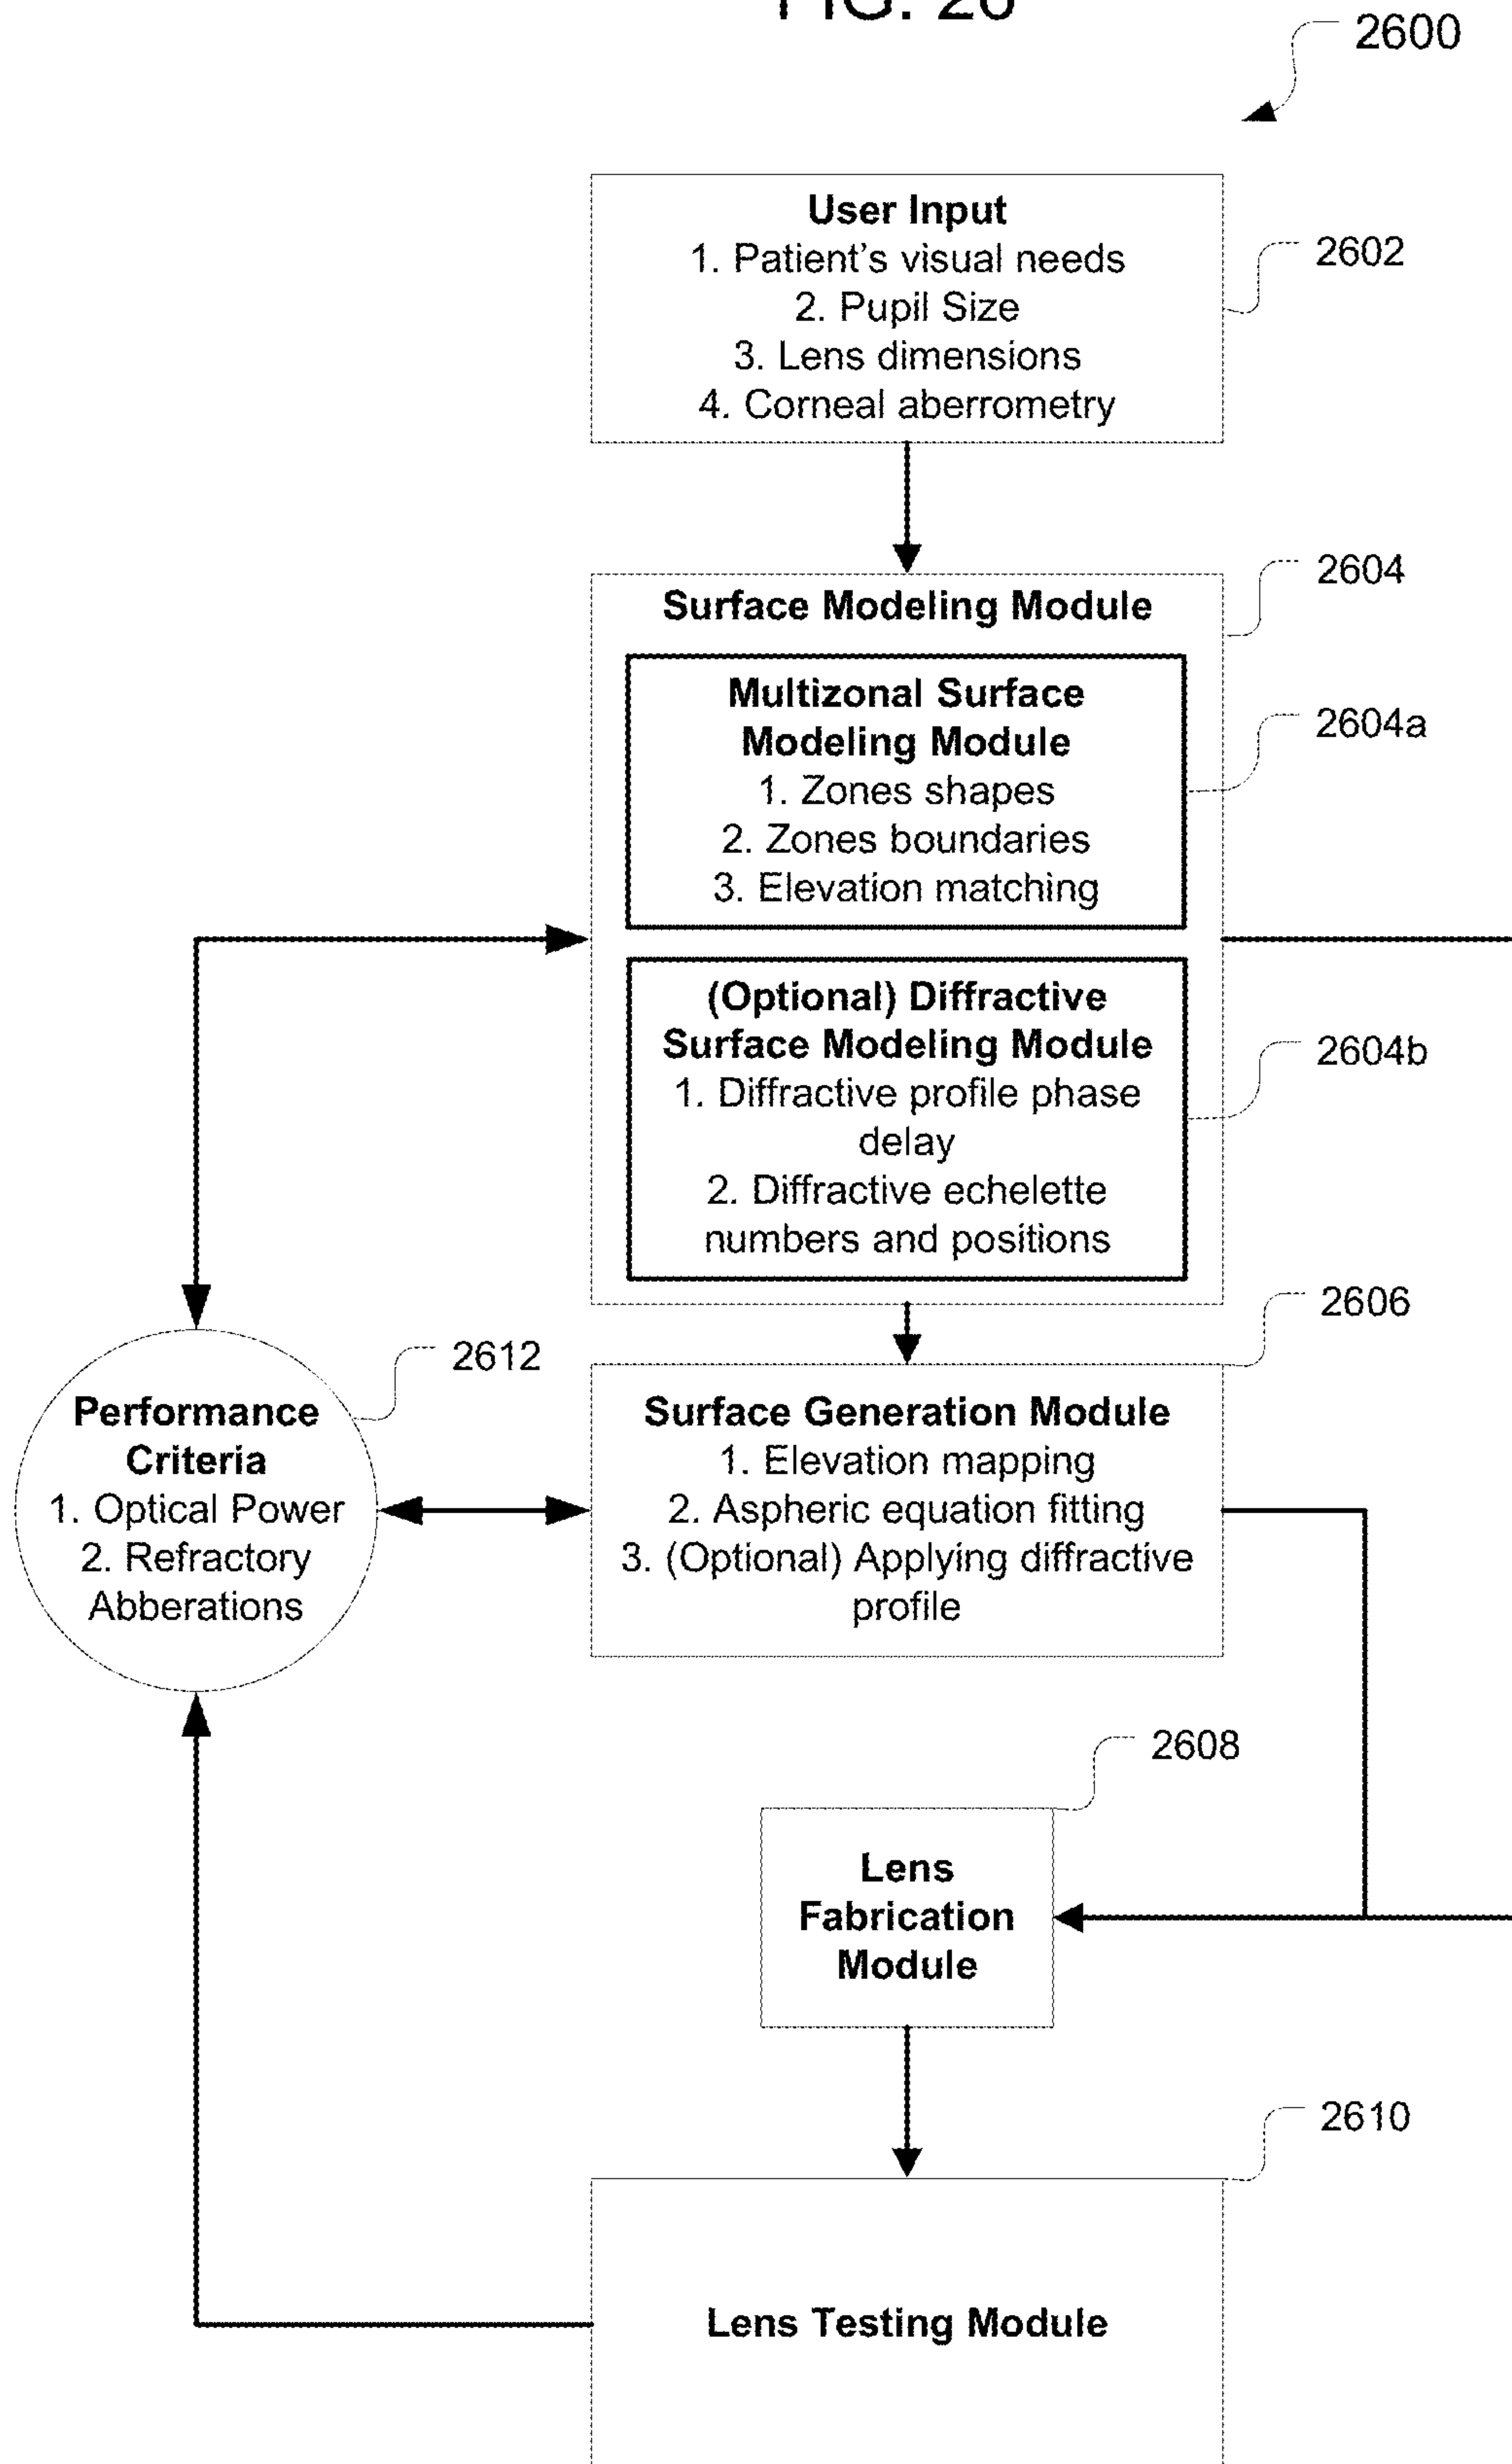 FIG. 26
2600
User Input
1. Patient's visual needs
2. Pupil Size
3. Lens dimensions
4. Corneal aberrometry
2602
Surface Modeling Module
2604
Multizonal Surface
Modeling Module
1. Zones shapes
2. Zones boundaries
3. Elevation matching
2604a
(Optional) Diffractive
Surface Modeling Module
1. Diffractive profile phase
delay
2. Diffractive echelette
numbers and positions
2604b
2606
2612
Performance
Criteria
1. Optical Power
2. Refractory
Abberations
Surface Generation Module
1. Elevation mapping
2. Aspheric equation fitting
3. (Optional) Applying diffractive
profile
2608
Lens
Fabrication
Module
2610
Lens Testing Module